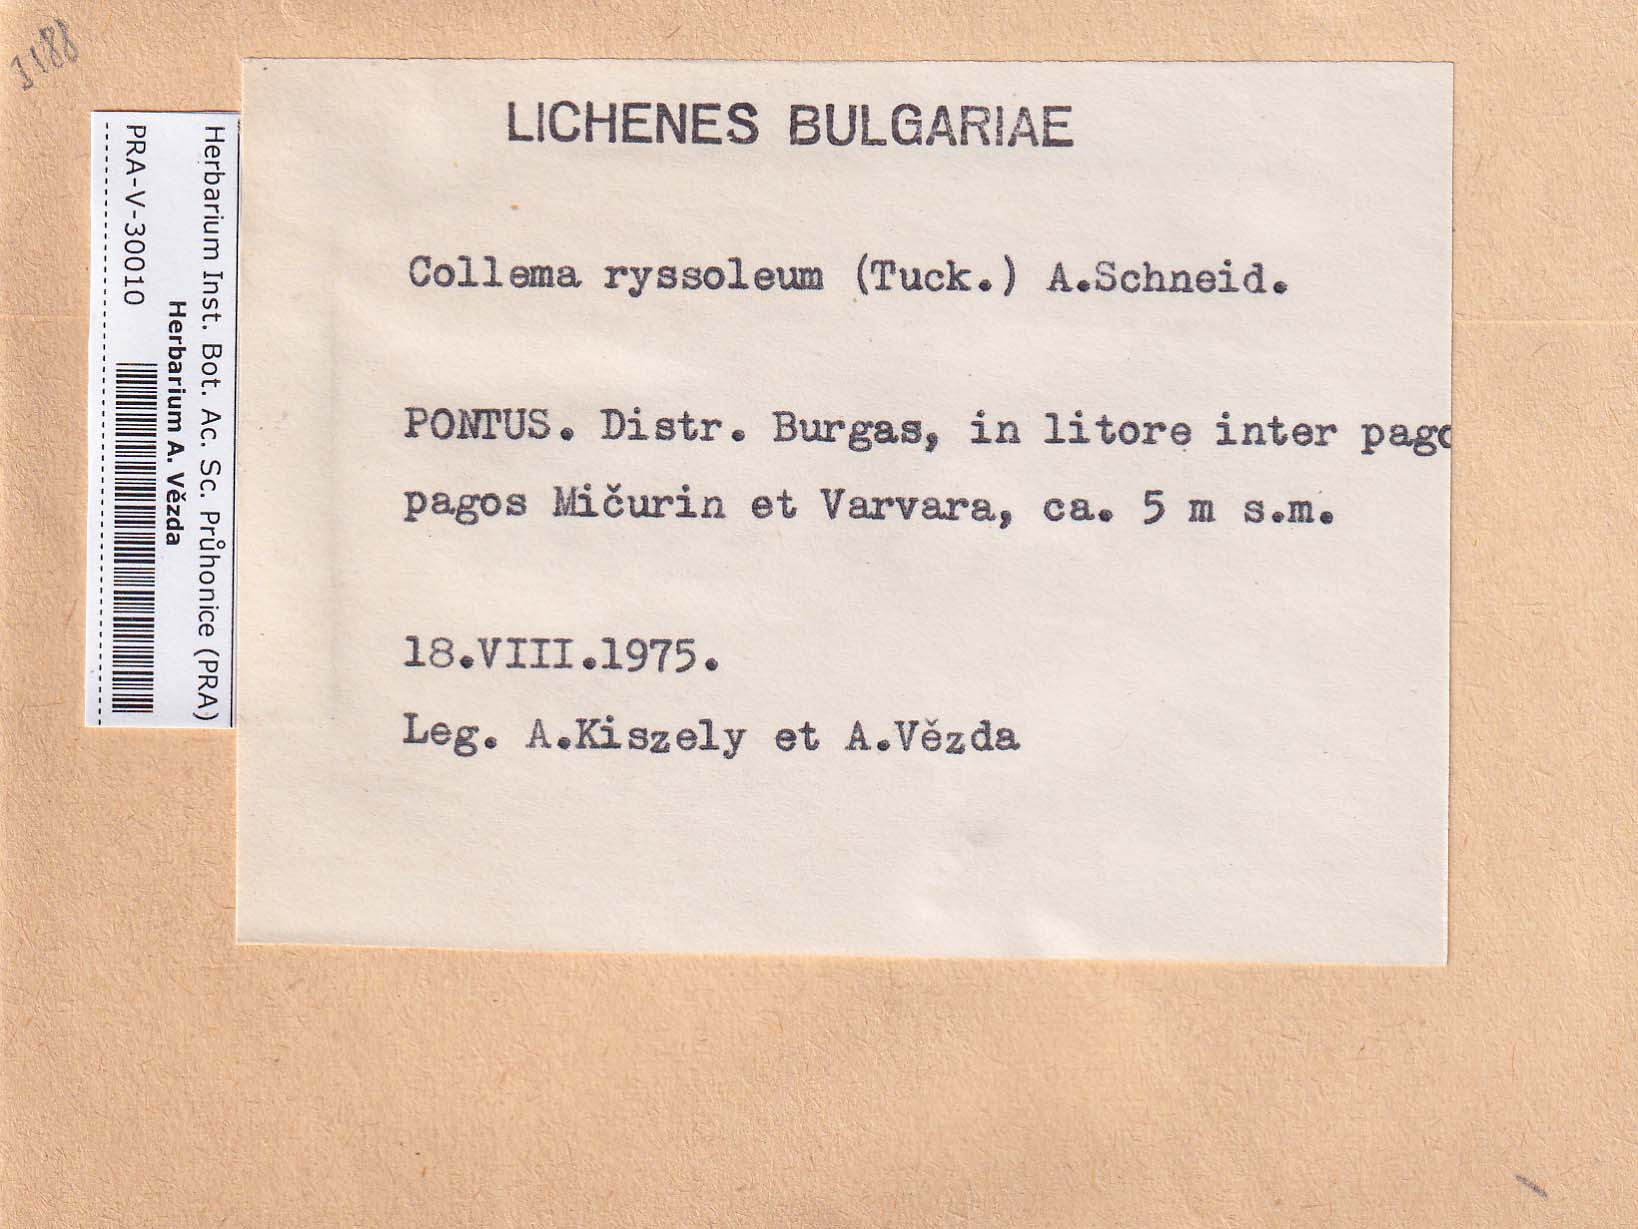 LICHENES BULGARIAE
Collema ryssoleum (Tuck.) A.Schneid.
PONTUS. Distr. Burgas, in litore inter pago
pagos Mičurin et Varvara, ca. 5 m s.m.
18.VIII.1975.
Leg. A.Kiszely et A.Vězda
Herbarium Inst. Bot. Ac. Sc. Průhonice (PRA)
Herbarium A. Vězda
PRA-V-30010